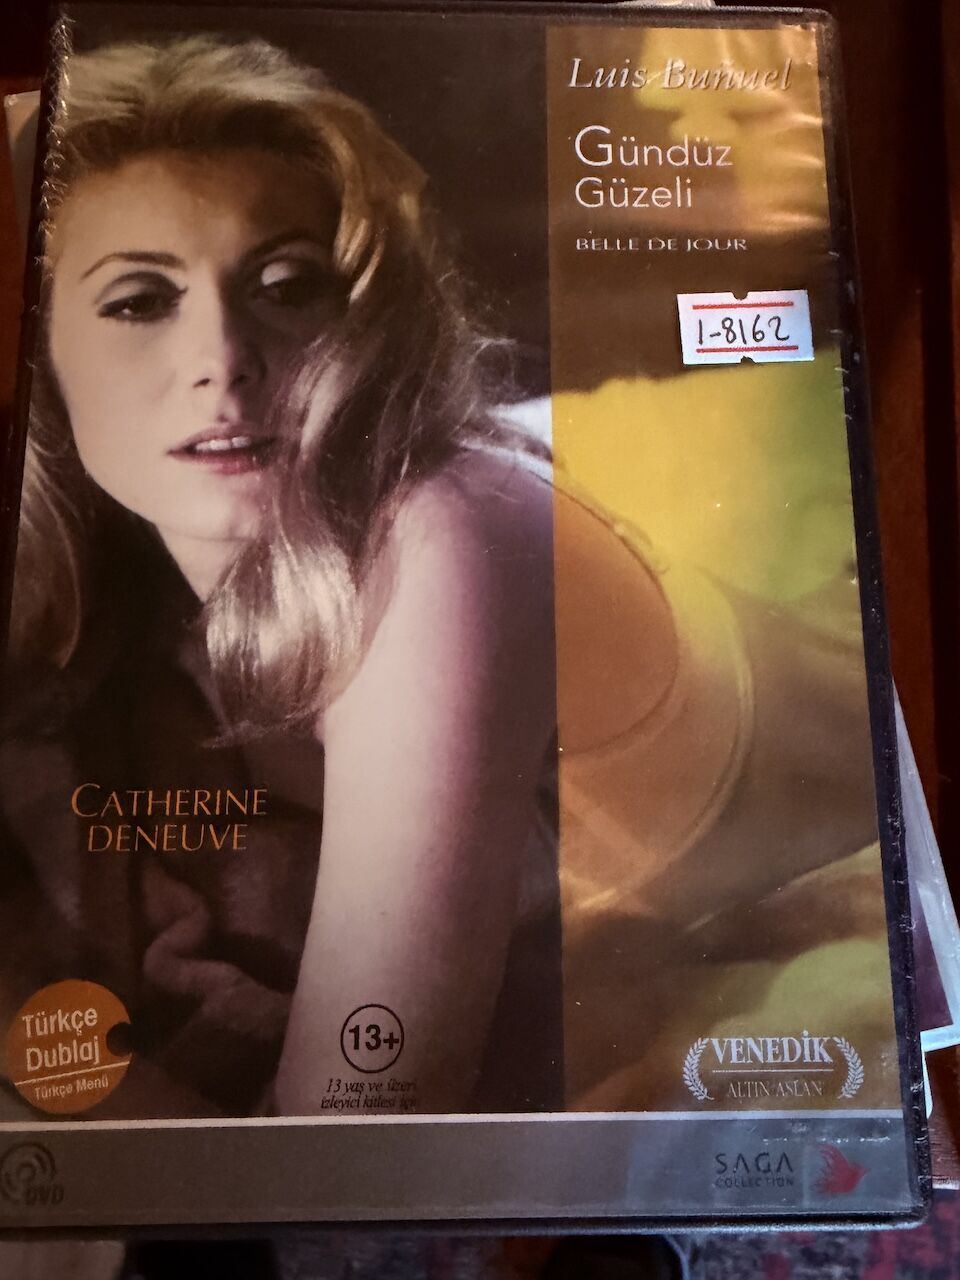 Luis Buñuel
Gündüz
Güzeli
BELLE DE JOUR
1-8162
CATHERINE
DENEUVE
Türkçe
Dublaj
Türkçe Menü
13+
13 yaş ve üzeri
izleyici kitlesi için
VENEDİK
ALTIN ASLAN
DVD
SAGA
COLLECTION